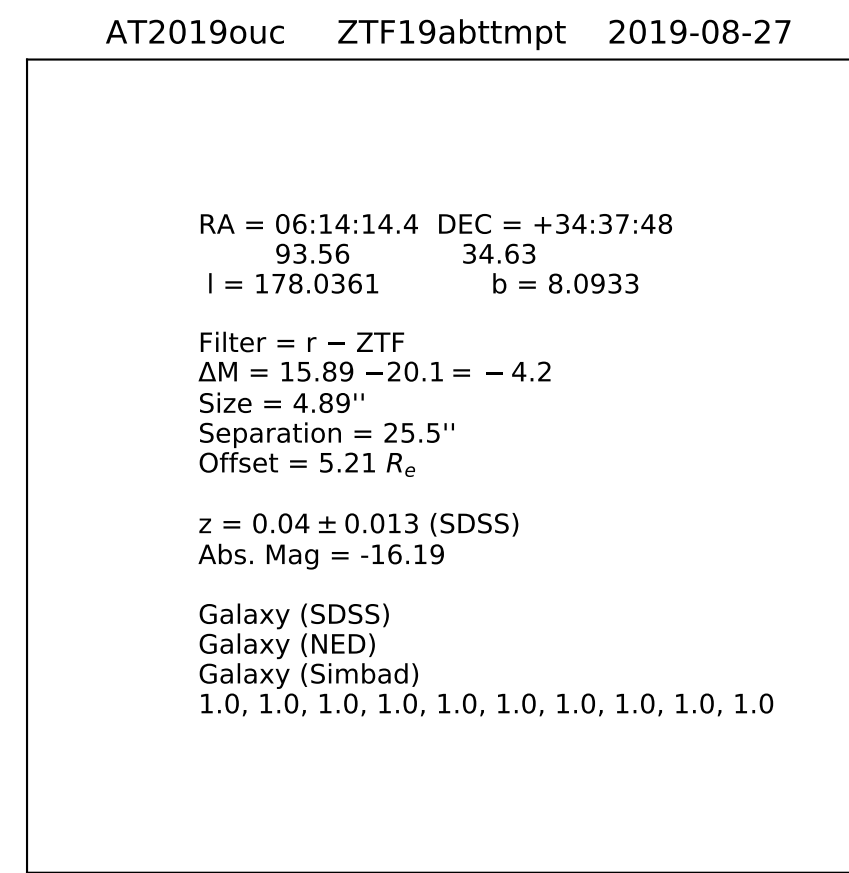 AT2019ouc ZTF19abttmpt 2019-08-27
RA = 06:14:14.4 DEC = +34:37:48
93.56 34.63
l = 178.0361 b = 8.0933
Filter = r − ZTF
ΔM = 15.89 −20.1 = − 4.2
Size = 4.89''
Separation = 25.5''
Offset = 5.21 Re
z = 0.04 ± 0.013 (SDSS)
Abs. Mag = -16.19
Galaxy (SDSS)
Galaxy (NED)
Galaxy (Simbad)
1.0, 1.0, 1.0, 1.0, 1.0, 1.0, 1.0, 1.0, 1.0, 1.0